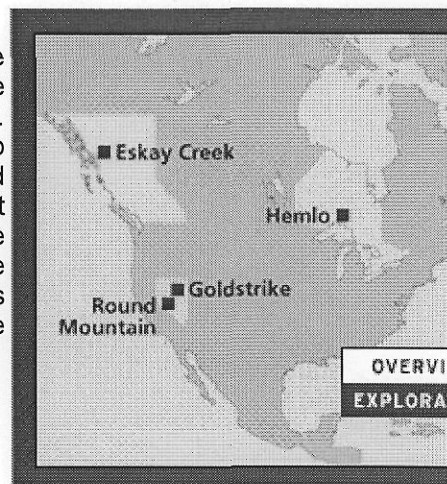 Eskay Creek
Hemlo
Goldstrike
Round
Mountain
OVERVI
EXPLORA